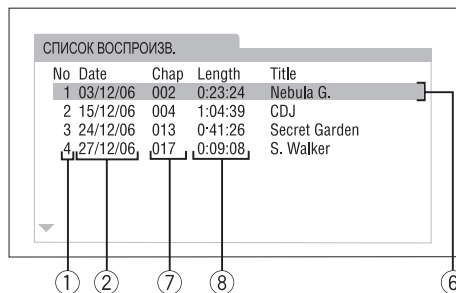 СПИСОК ВОСПРОИЗВ.
No Date Chap Length Title
1 03/12/06 002 0:23:24 Nebula G.
2 15/12/06 004 1:04:39 CDJ
3 24/12/06 013 0:41:26 Secret Garden
4 27/12/06 017 0:09:08 S. Walker
① ② ⑦ ⑧ ⑥